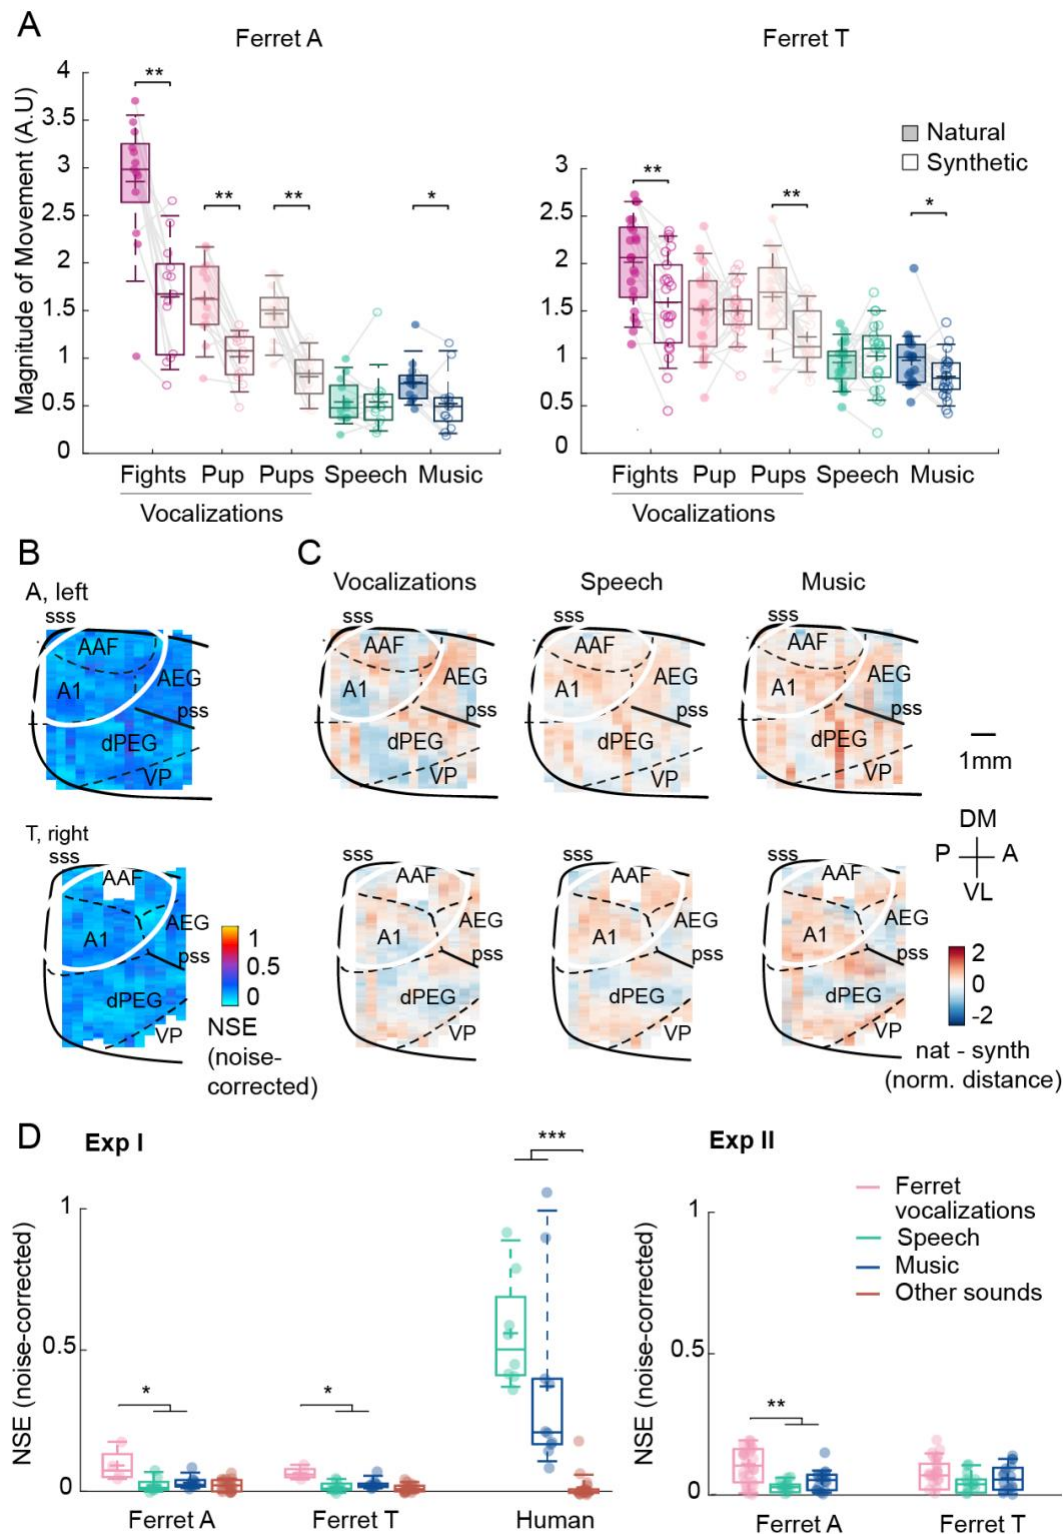 A
Ferret A
Ferret T
Magnitude of Movement (A.U)
4
3.5
3
2.5
2
1.5
1
0.5
0
**
**
**
*
Fights
Pup
Pups
Speech
Music
Vocalizations
3
2.5
2
1.5
1
0.5
0
**
**
*
Natural
Synthetic
Fights
Pup
Pups
Speech
Music
Vocalizations
B
A, left
sss
AAF
A1
AEG
pss
dPEG
VP
T, right
sss
AAF
A1
AEG
pss
dPEG
VP
1
0.5
0
NSE
(noise-
corrected)
C
Vocalizations
Speech
Music
sss
AAF
A1
AEG
pss
dPEG
VP
sss
AAF
A1
AEG
pss
dPEG
VP
sss
AAF
A1
AEG
pss
dPEG
VP
1mm
DM
P
A
VL
sss
AAF
A1
AEG
pss
dPEG
VP
sss
AAF
A1
AEG
pss
dPEG
VP
sss
AAF
A1
AEG
pss
dPEG
VP
2
0
-2
nat - synth
(norm. distance)
D
Exp I
NSE (noise-corrected)
1
0.5
0
*
*
***
Ferret A
Ferret T
Human
Exp II
NSE (noise-corrected)
1
0.5
0
**
Ferret
vocalizations
Speech
Music
Other sounds
Ferret A
Ferret T